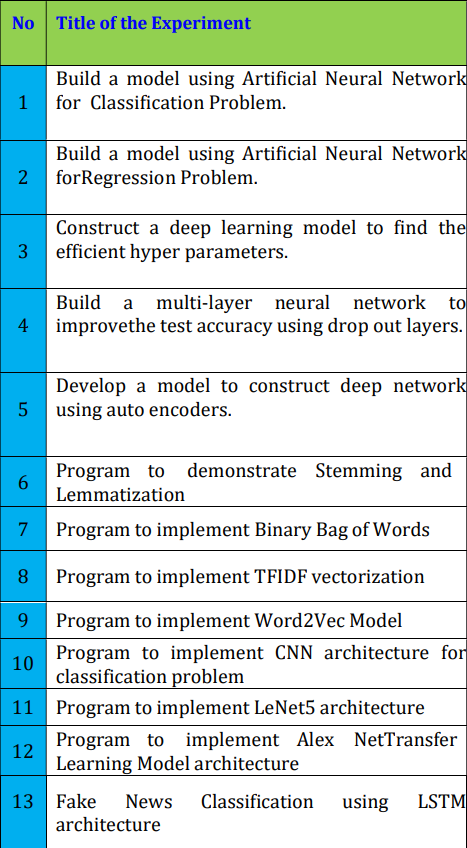 No Title of the Experiment
1 Build a model using Artificial Neural Network
for Classification Problem.
2 Build a model using Artificial Neural Network
forRegression Problem.
3 Construct a deep learning model to find the
efficient hyper parameters.
4 Build a multi-layer neural network to
improvethe test accuracy using drop out layers.
5 Develop a model to construct deep network
using auto encoders.
6 Program to demonstrate Stemming and
Lemmatization
7 Program to implement Binary Bag of Words
8 Program to implement TFIDF vectorization
9 Program to implement Word2Vec Model
10 Program to implement CNN architecture for
classification problem
11 Program to implement LeNet5 architecture
12 Program to implement Alex NetTransfer
Learning Model architecture
13 Fake News Classification using LSTM
architecture